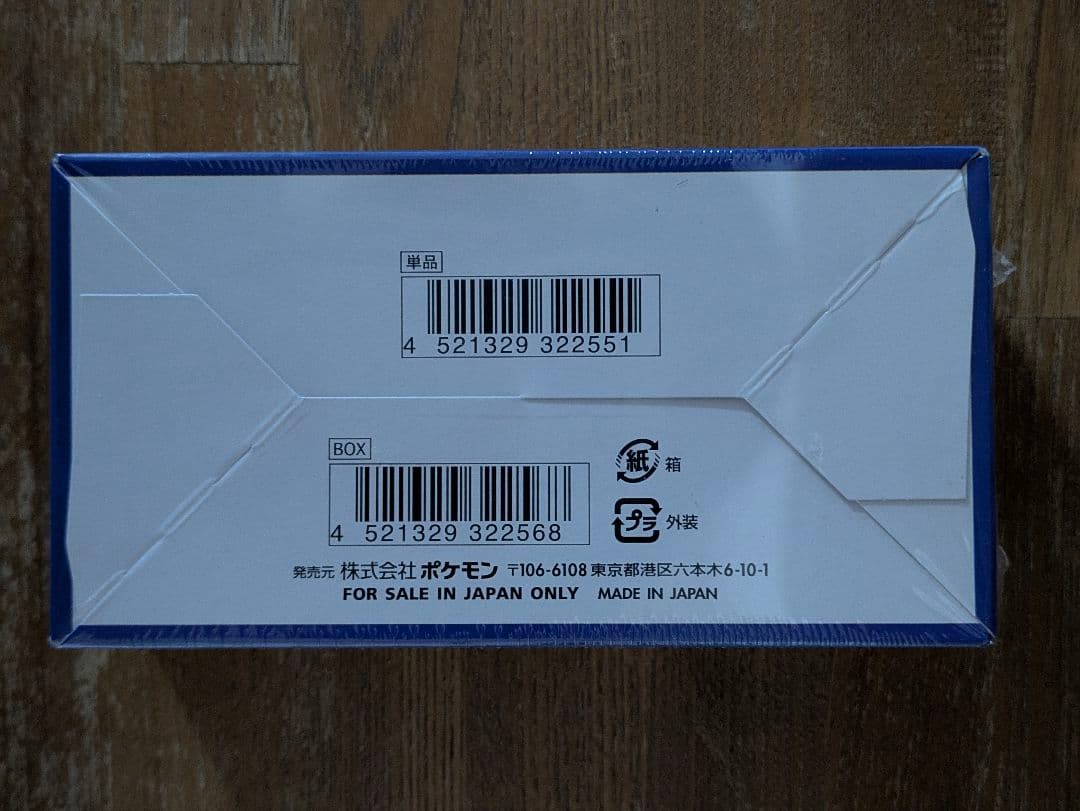 単品
4 521329 322551
BOX
4 521329 322568
紙 箱
プラ 外装
発売元 株式会社ポケモン 〒106-6108 東京都港区六本木6-10-1
FOR SALE IN JAPAN ONLY MADE IN JAPAN